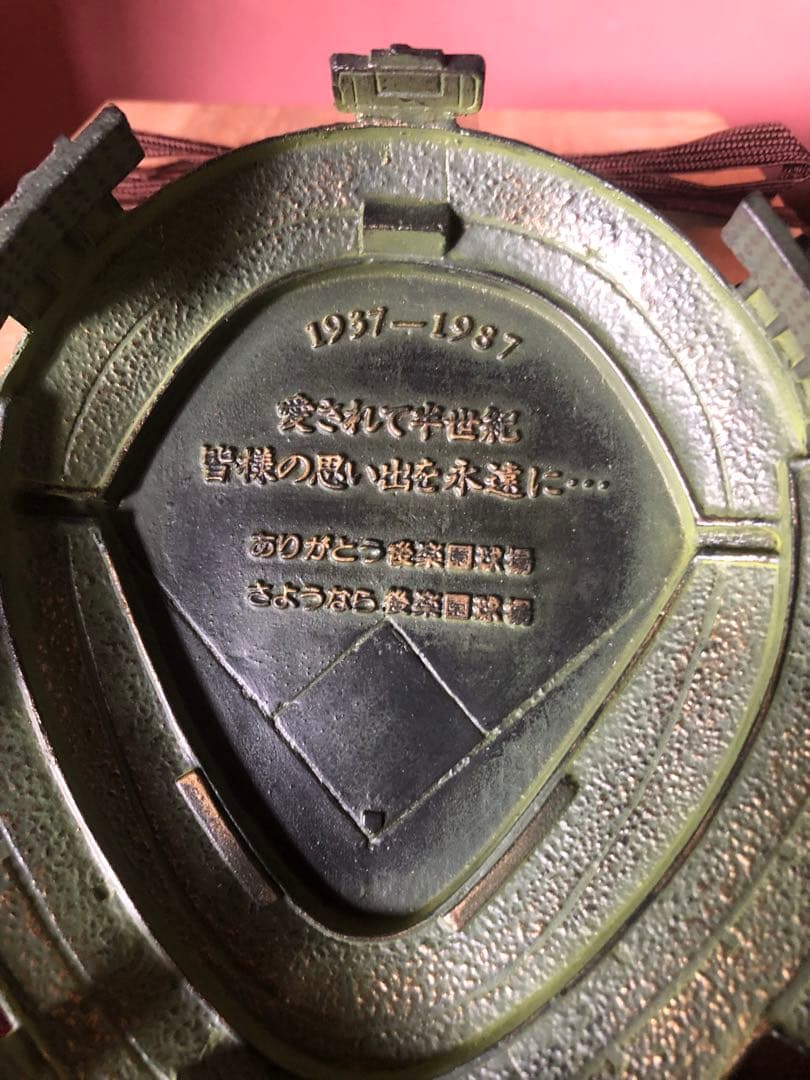 1937—1987
愛されて半世紀
皆様の思い出を永遠に…
ありがとう後楽園球場
さようなら後楽園球場